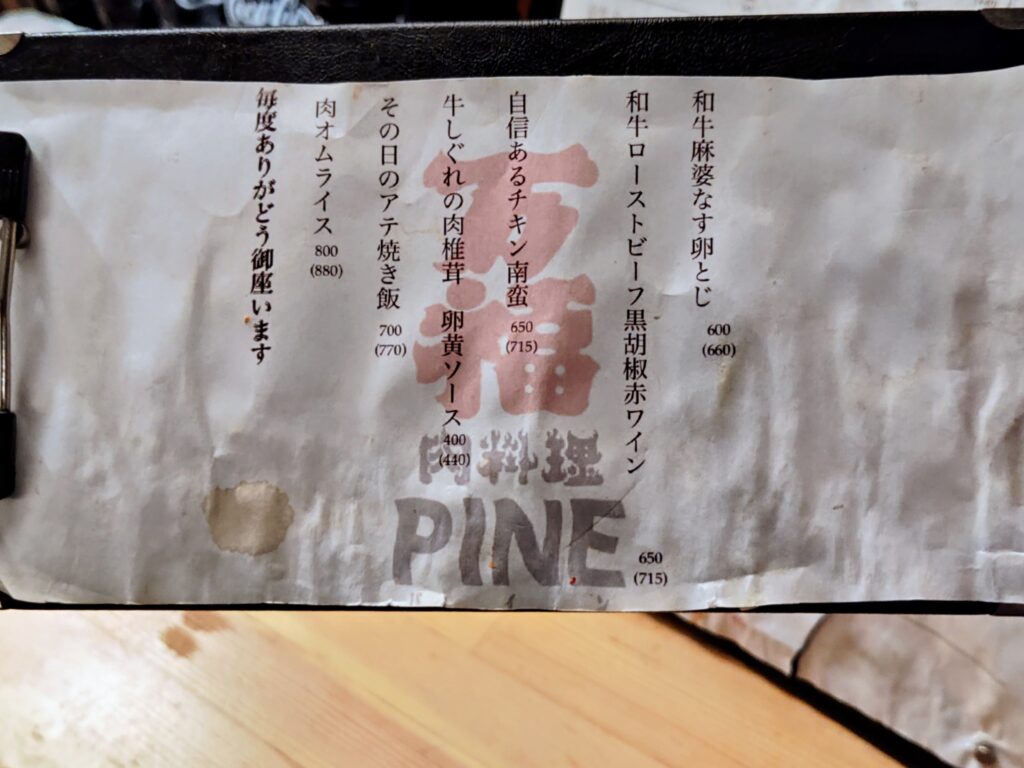 和牛麻婆なす卵とじ
600
(660)
和牛ローストビーフ黒胡椒赤ワイン
650
(715)
自信あるチキン南蛮
650
(715)
牛しぐれの肉椎茸 卵黄ソース
400
(440)
その日のアテ焼き飯
700
(770)
肉オムライス
800
(880)
毎度ありがどう御座います
万福
肉料理
PINE